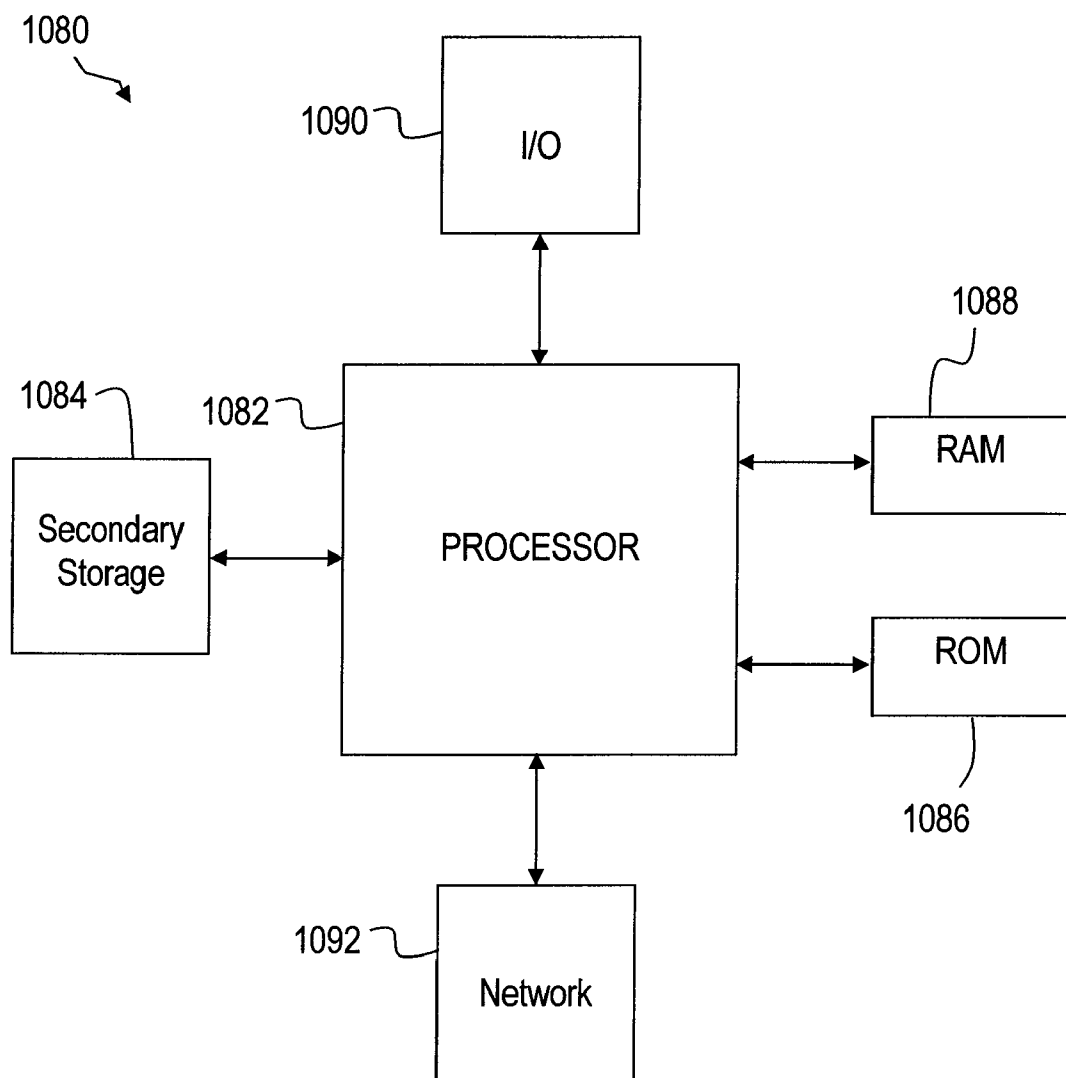 1080
1090
I/O
1088
1084
1082
RAM
Secondary
Storage
PROCESSOR
ROM
1086
1092
Network